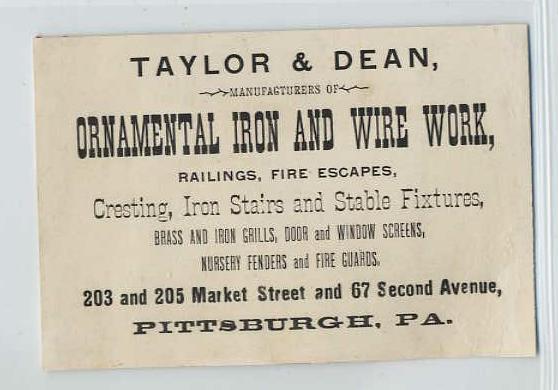 TAYLOR & DEAN,
MANUFACTURERS OF
ORNAMENTAL IRON AND WIRE WORK,
RAILINGS, FIRE ESCAPES,
Cresting, Iron Stairs and Stable Fixtures,
BRASS AND IRON GRILLS, DOOR and WINDOW SCREENS,
NURSERY FENDERS and FIRE GUARDS.
203 and 205 Market Street and 67 Second Avenue,
PITTSBURGH, PA.